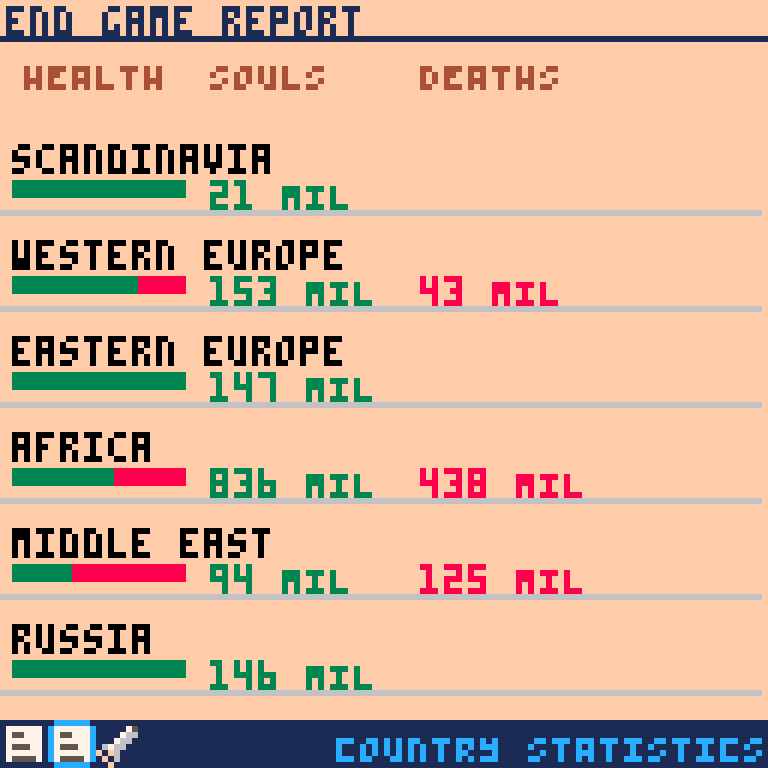 END GAME REPORT
HEALTH SOULS DEATHS
SCANDINAVIA
21 MIL
WESTERN EUROPE
153 MIL 43 MIL
EASTERN EUROPE
147 MIL
AFRICA
836 MIL 438 MIL
MIDDLE EAST
94 MIL 125 MIL
RUSSIA
146 MIL
COUNTRY STATISTICS